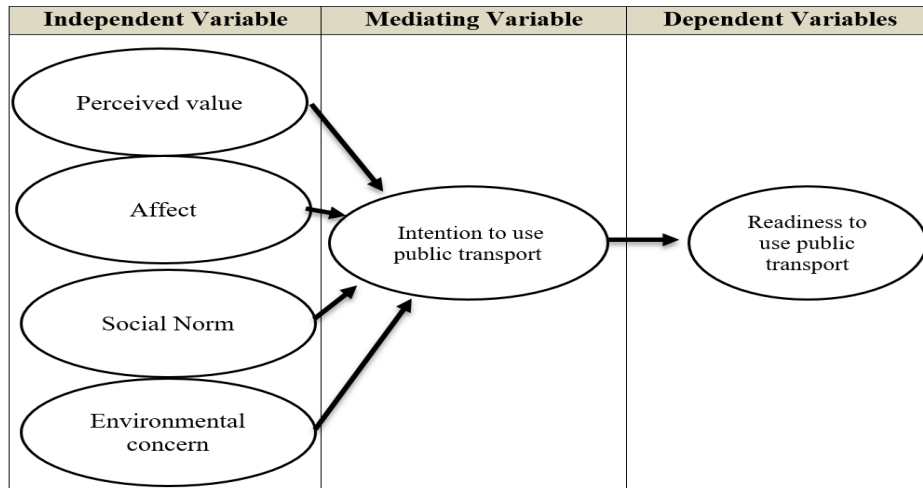 Independent Variable
Mediating Variable
Dependent Variables
Perceived value
Affect
Social Norm
Environmental
concern
Intention to use
public transport
Readiness to
use public
transport